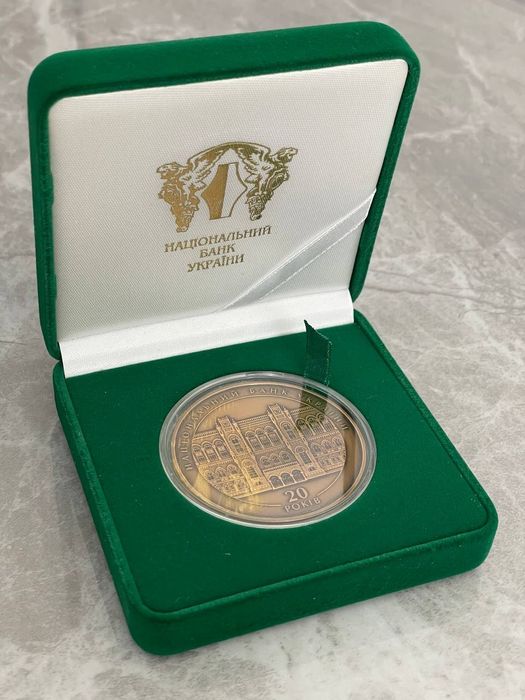 НАЦІОНАЛЬНИЙ
БАНК
УКРАЇНИ
НАЦІОНАЛЬНИЙ БАНК УКРАЇНИ
20
РОКІВ